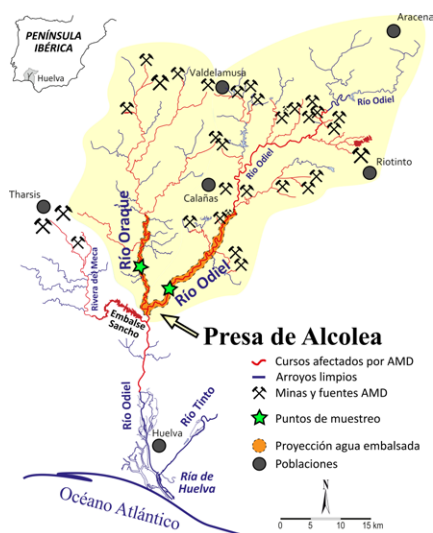 PENÍNSULA
IBÉRICA
Huelva
Aracena
Valdelamusa
Río Odiel
Río Odiel
Riotinto
Tharsis
Calañas
Río Oraque
Rivera del Meca
Río Odiel
Embalse
Sancho
Presa de Alcolea
Cursos afectados por AMD
Arroyos limpios
Minas y fuentes AMD
Puntos de muestreo
Proyección agua embalsada
Poblaciones
Río Odiel
Río Tinto
Huelva
Ría de
Huelva
Océano Atlántico
N
0 5 10 15 km